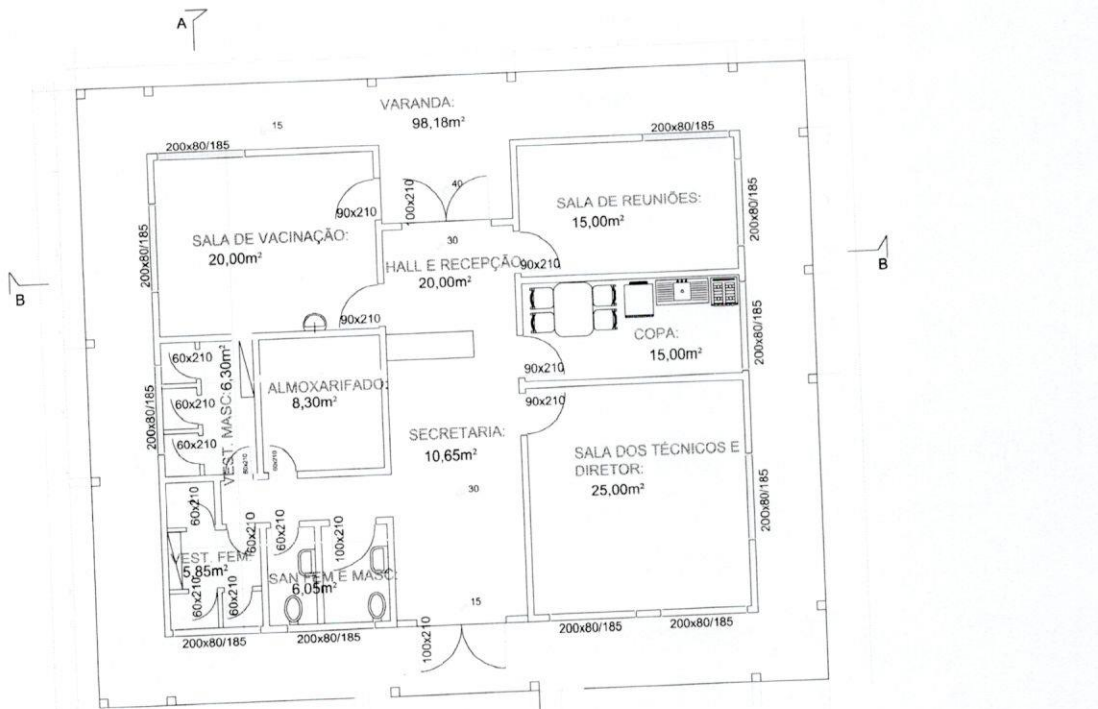 A
VARANDA:
98,18m²
15
200x80/185
200x80/185
40
100x210
90x210
SALA DE REUNIÕES:
15,00m²
200x80/185
SALA DE VACINAÇÃO:
20,00m²
200x80/185
30
HALL E RECEPÇÃO
20,00m²
90x210
B
B
90x210
COPA:
15,00m²
200x80/185
60x210
VEST. MASC:6,30m²
ALMOXARIFADO:
8,30m²
90x210
90x210
60x210
200x80/185
60x210
SECRETARIA:
10,65m²
SALA DOS TÉCNICOS E
DIRETOR:
25,00m²
30
200x80/185
60x210
60x210
60x210
100x210
VEST. FEM:
5,85m²
SAN FEM E MASC:
6,05m²
60x210
60x210
15
200x80/185
200x80/185
100x210
200x80/185
200x80/185